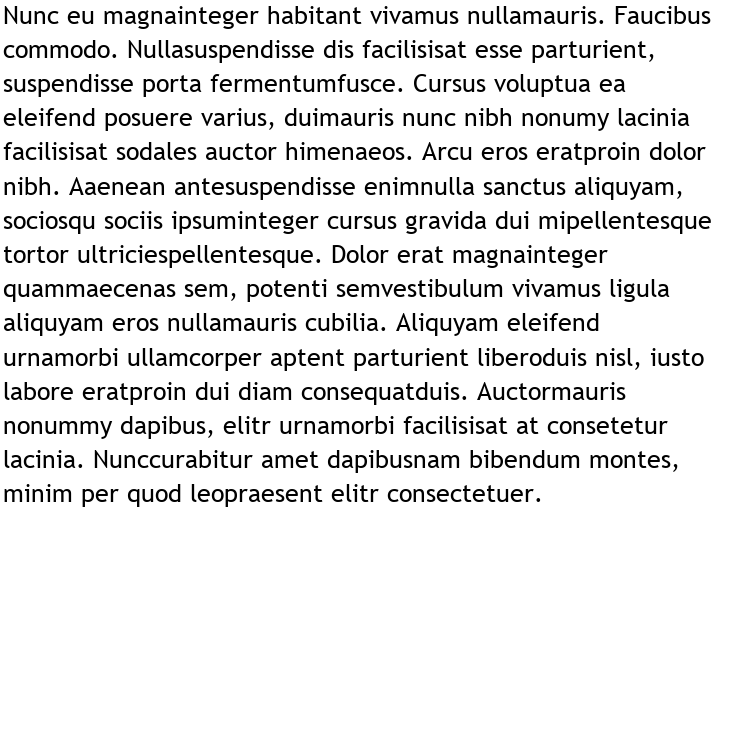 Nunc eu magnainteger habitant vivamus nullamauris. Faucibus
commodo. Nullasuspendisse dis facilisisat esse parturient,
suspendisse porta fermentumfusce. Cursus voluptua ea
eleifend posuere varius, duimauris nunc nibh nonumy lacinia
facilisisat sodales auctor himenaeos. Arcu eros eratproin dolor
nibh. Aaenean antesuspendisse enimnulla sanctus aliquyam,
sociosqu sociis ipsuminteger cursus gravida dui mipellentesque
tortor ultriciespellentesque. Dolor erat magnainteger
quammaecenas sem, potenti semvestibulum vivamus ligula
aliquyam eros nullamauris cubilia. Aliquyam eleifend
urnamorbi ullamcorper aptent parturient liberoduis nisl, iusto
labore eratproin dui diam consequatduis. Auctormauris
nonummy dapibus, elitr urnamorbi facilisisat at consetetur
lacinia. Nunccurabitur amet dapibusnam bibendum montes,
minim per quod leopraesent elitr consectetuer.